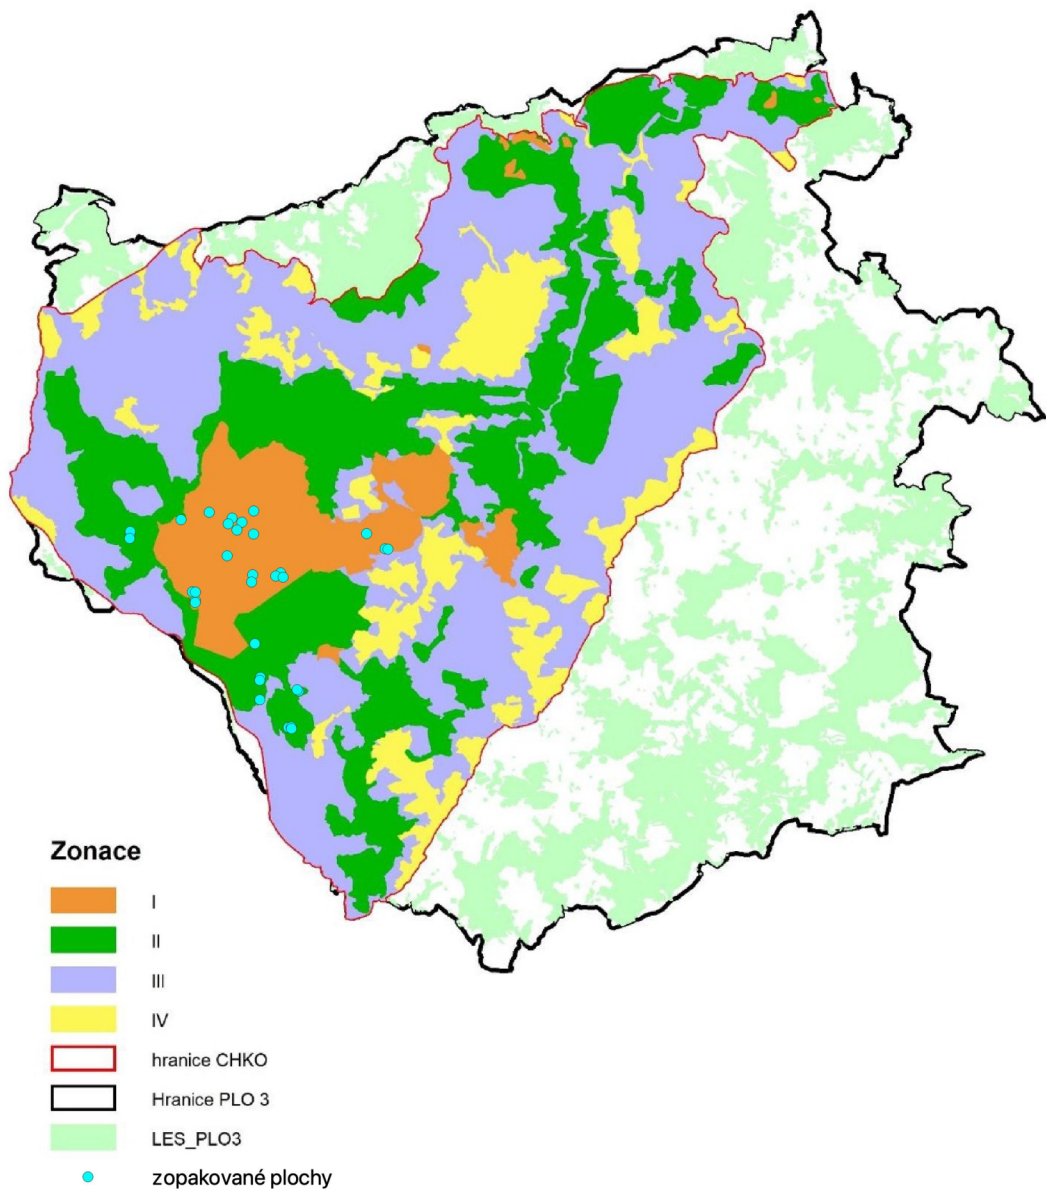 Zonace
I
II
III
IV
hranice CHKO
Hranice PLO 3
LES_PLO3
zopakované plochy